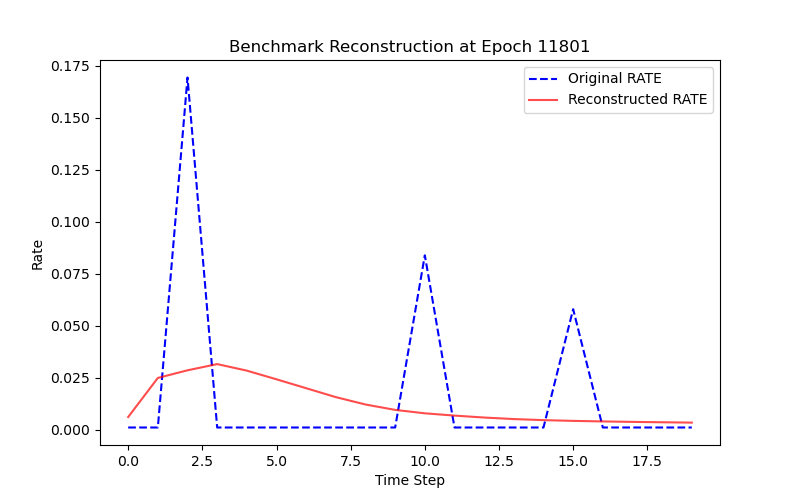 Benchmark Reconstruction at Epoch 11801
Original RATE
Reconstructed RATE
0.175
0.150
0.125
0.100
0.075
0.050
0.025
0.000
Rate
0.0 2.5 5.0 7.5 10.0 12.5 15.0 17.5
Time Step